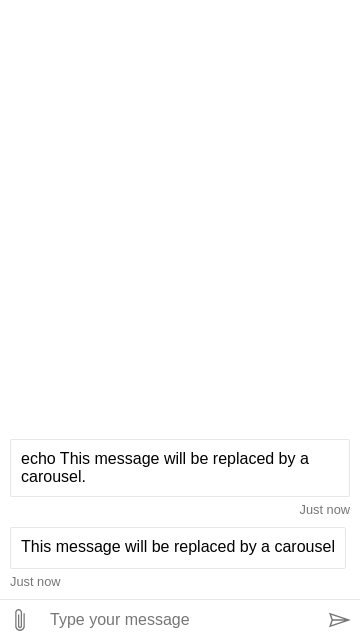 echo This message will be replaced by a
carousel.
Just now
This message will be replaced by a carousel
Just now
Type your message